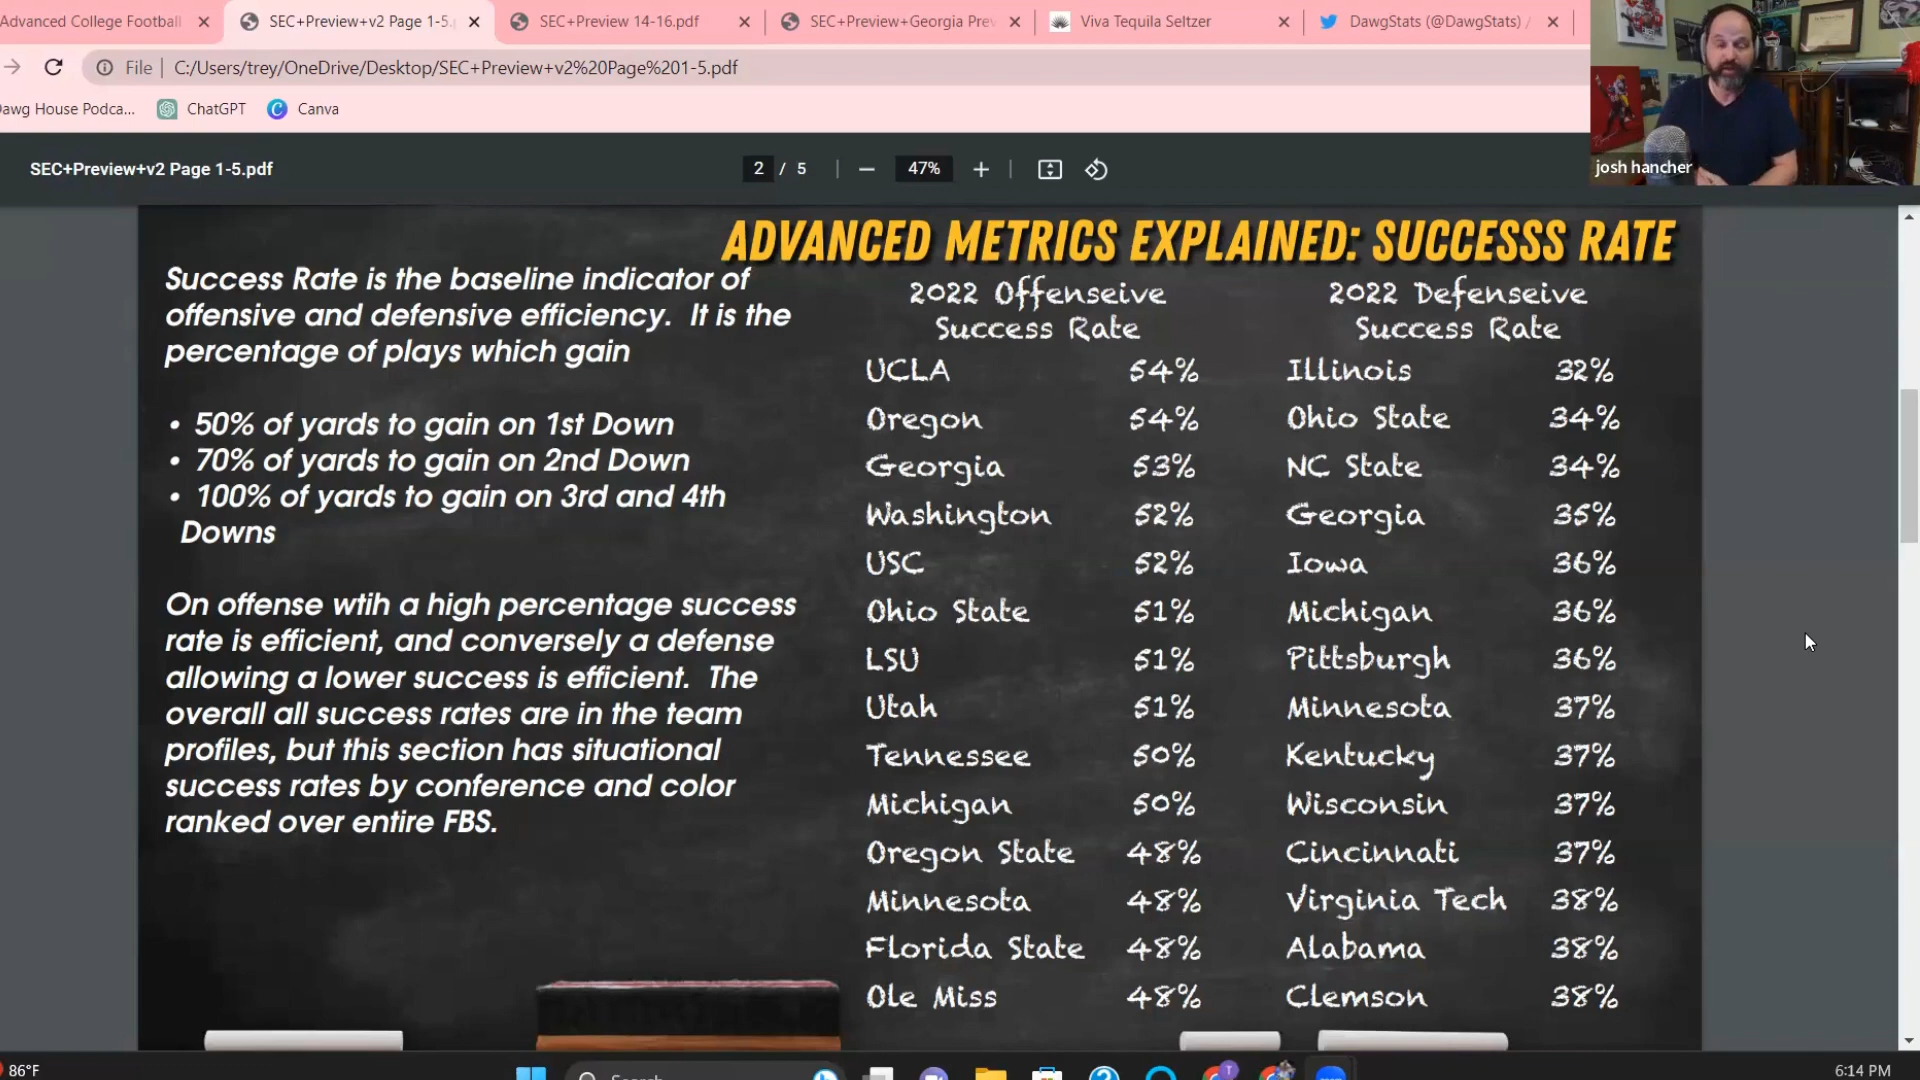 Advanced College Football
SEC+Preview+v2 Page 1-5.
SEC+Preview 14-16.pdf
SEC+Preview+Georgia Prev
Viva Tequila Seltzer
DawgStats (@DawgStats) /
File
C:/Users/trey/OneDrive/Desktop/SEC+Preview+v2%20Page%201-5.pdf
Dawg House Podca...
ChatGPT
Canva
SEC+Preview+v2 Page 1-5.pdf
2 / 5
47%
josh hancher
ADVANCED METRICS EXPLAINED: SUCCESSS RATE
Success Rate is the baseline indicator of
offensive and defensive efficiency. It is the
percentage of plays which gain
• 50% of yards to gain on 1st Down
• 70% of yards to gain on 2nd Down
• 100% of yards to gain on 3rd and 4th
Downs
On offense wtih a high percentage success
rate is efficient, and conversely a defense
allowing a lower success is efficient. The
overall all success rates are in the team
profiles, but this section has situational
success rates by conference and color
ranked over entire FBS.
2022 Offenseive
Success Rate
UCLA 54%
Oregon 54%
Georgia 53%
Washington 52%
USC 52%
Ohio State 51%
LSU 51%
Utah 51%
Tennessee 50%
Michigan 50%
Oregon State 48%
Minnesota 48%
Florida State 48%
Ole Miss 48%
2022 Defenseive
Success Rate
Illinois 32%
Ohio State 34%
NC State 34%
Georgia 35%
Iowa 36%
Michigan 36%
Pittsburgh 36%
Minnesota 37%
Kentucky 37%
Wisconsin 37%
Cincinnati 37%
Virginia Tech 38%
Alabama 38%
Clemson 38%
86°F
Search
6:14 PM